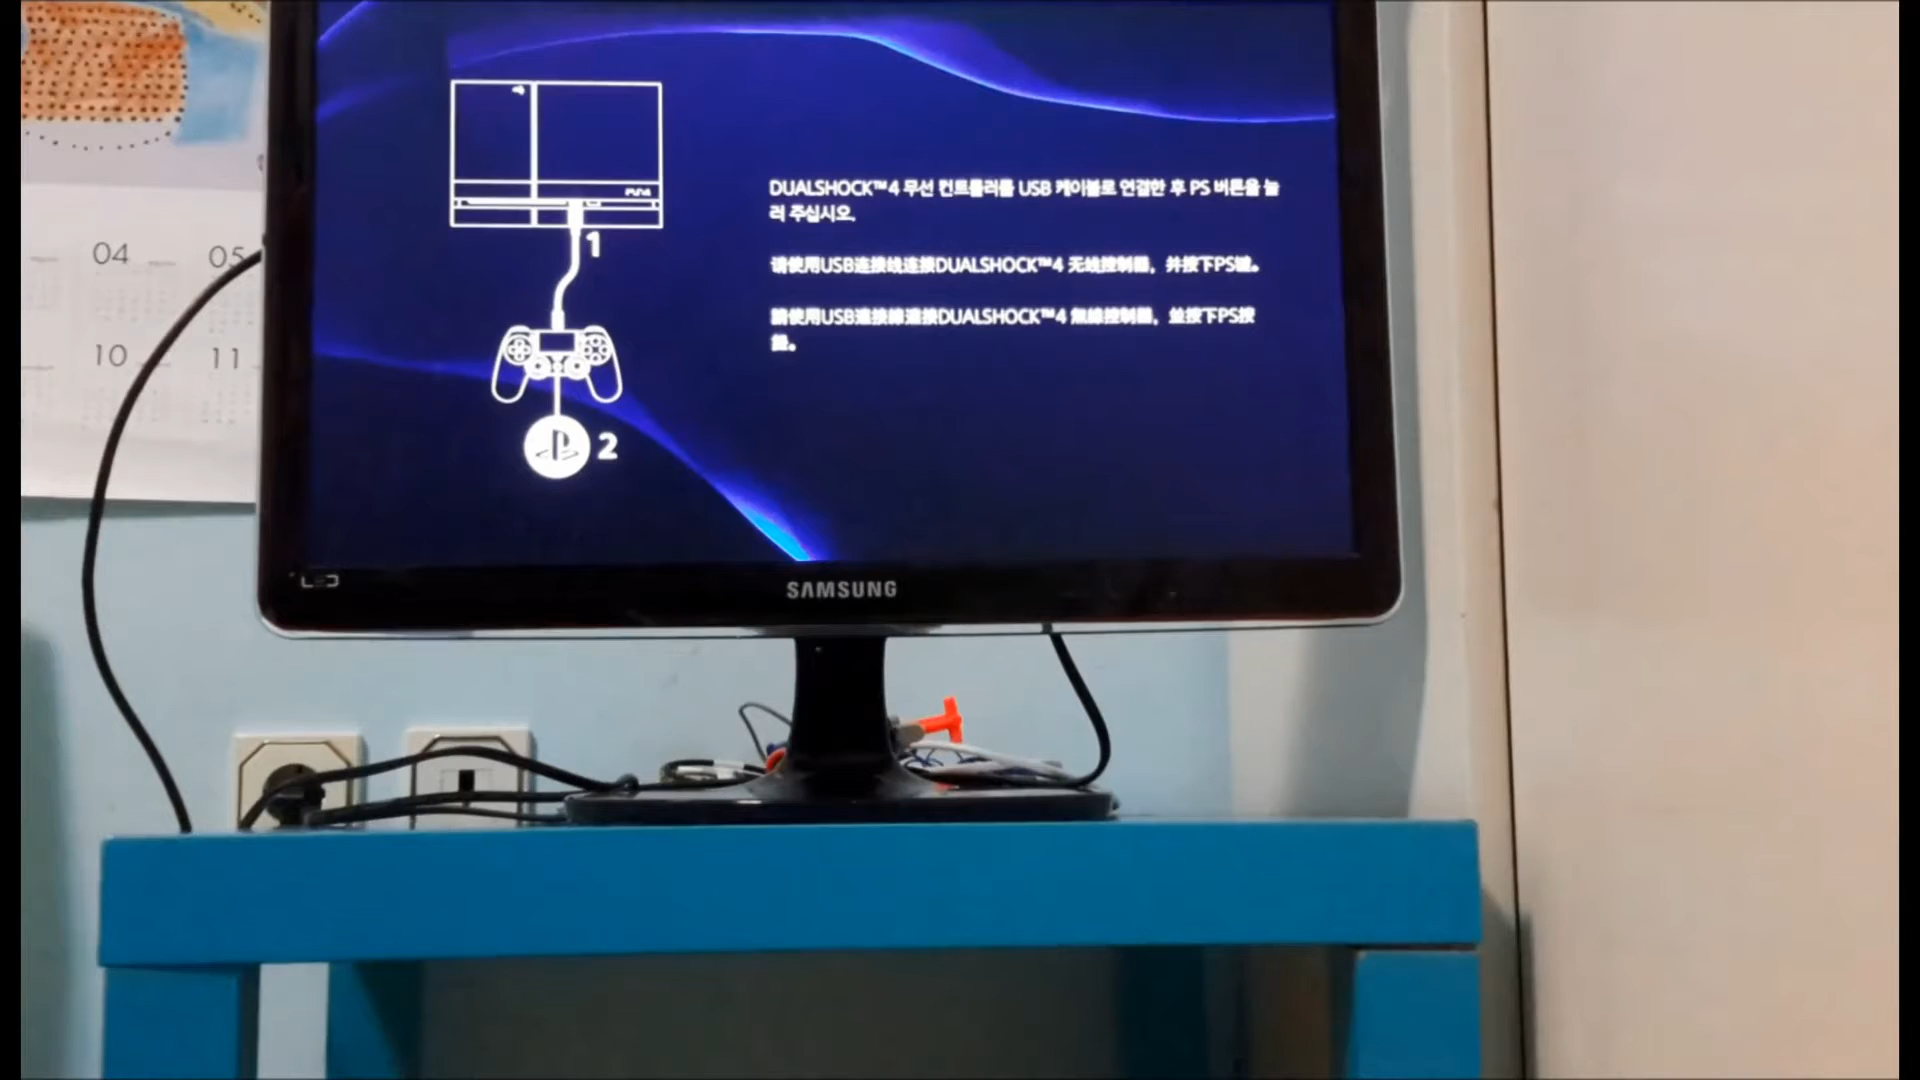 04
05
10
11
PS4
1
2
DUALSHOCK™4 무선 컨트롤러를 USB 케이블로 연결한 후 PS 버튼을 눌
러 주십시오.
请使用USB连接线连接DUALSHOCK™4 无线控制器，并按下PS键。
請使用USB連接線連接DUALSHOCK™4 無線控制器，並按下PS按
鈕。
LED
SAMSUNG